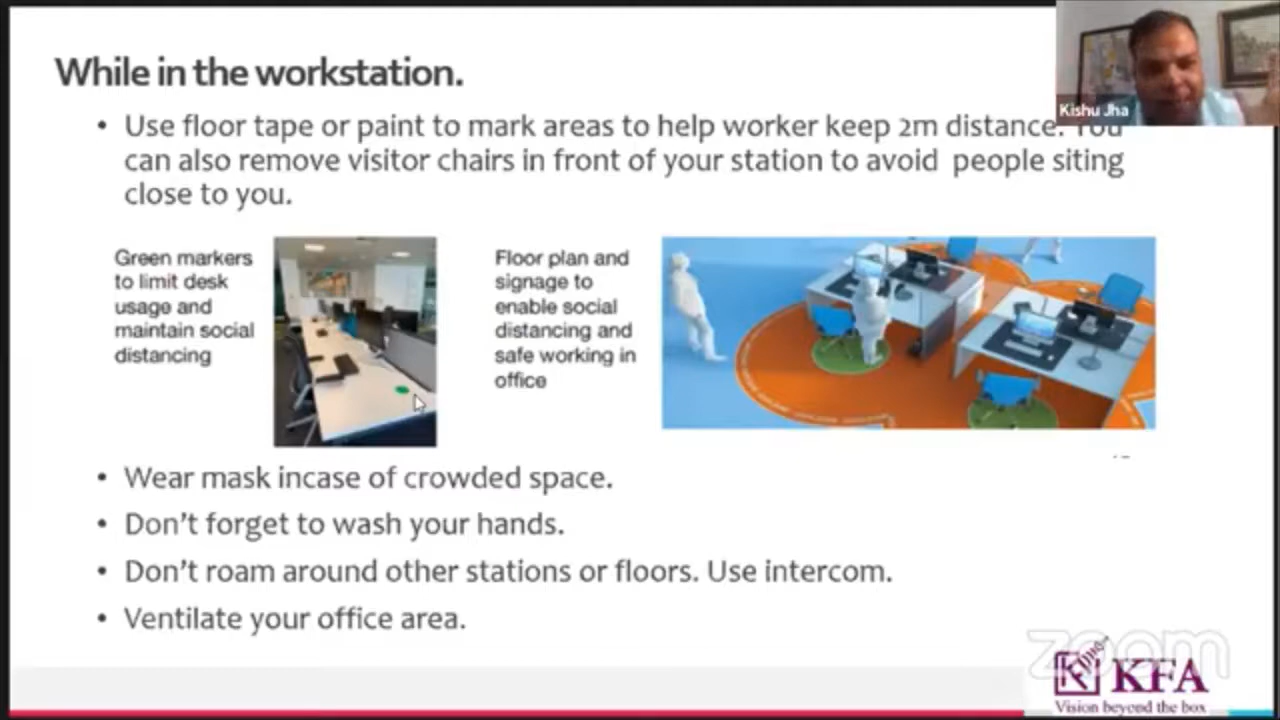 While in the workstation.
Kishu Jha
• Use floor tape or paint to mark areas to help worker keep 2m distance. You
can also remove visitor chairs in front of your station to avoid people siting
close to you.
Green markers
to limit desk
usage and
maintain social
distancing
Floor plan and
signage to
enable social
distancing and
safe working in
office
• Wear mask incase of crowded space.
• Don't forget to wash your hands.
• Don't roam around other stations or floors. Use intercom.
• Ventilate your office area.
zoom
KFA
Vision beyond the box